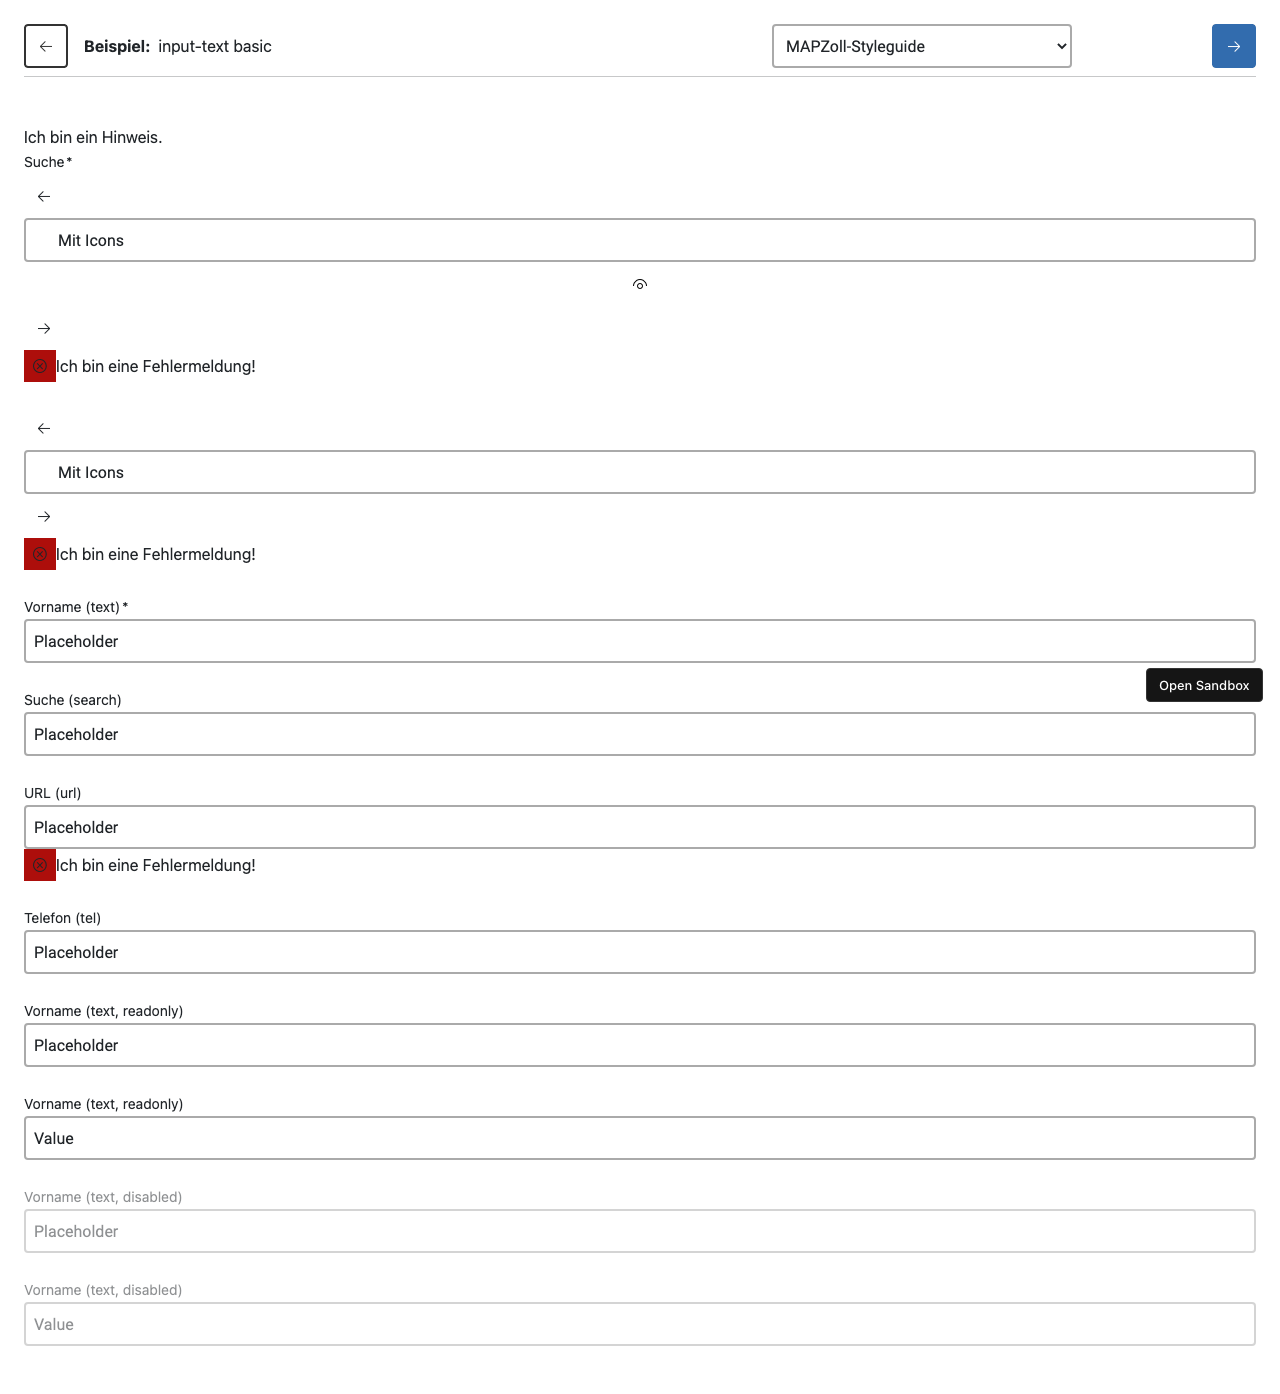 Beispiel: input-text basic
MAPZoll-Styleguide
Ich bin ein Hinweis.
Suche*
Mit Icons
Ich bin eine Fehlermeldung!
Mit Icons
Ich bin eine Fehlermeldung!
Vorname (text)*
Placeholder
Open Sandbox
Suche (search)
Placeholder
URL (url)
Placeholder
Ich bin eine Fehlermeldung!
Telefon (tel)
Placeholder
Vorname (text, readonly)
Placeholder
Vorname (text, readonly)
Value
Vorname (text, disabled)
Placeholder
Vorname (text, disabled)
Value